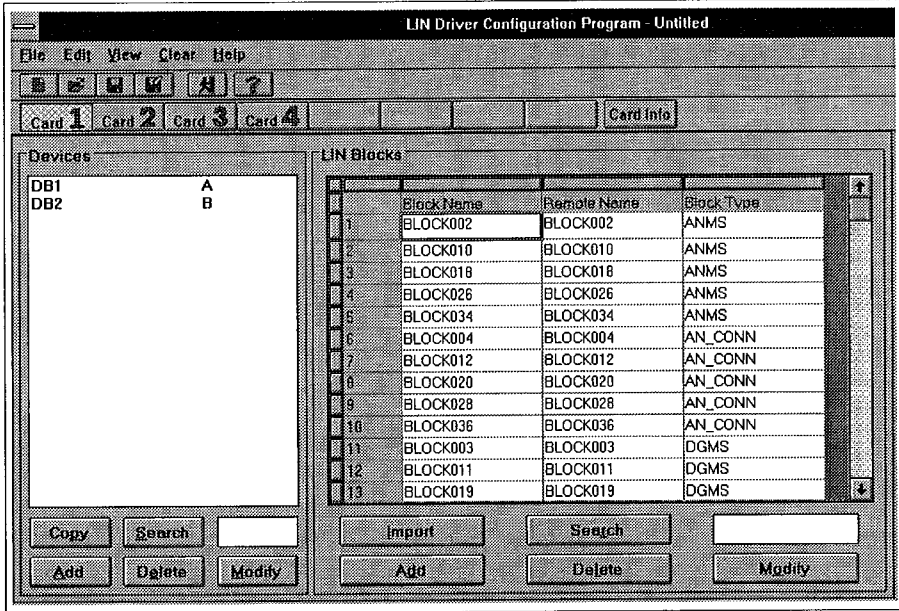 LIN Driver Configuration Program - Untitled
File Edit View Clear Help
Card 1 Card 2 Card 3 Card 4 Card Info
Devices
DB1 A
DB2 B
Copy Search
Add Delete Modify
LIN Blocks
Block Name Remote Name Block Type
1 BLOCK002 BLOCK002 ANMS
2 BLOCK010 BLOCK010 ANMS
3 BLOCK018 BLOCK018 ANMS
4 BLOCK026 BLOCK026 ANMS
5 BLOCK034 BLOCK034 ANMS
6 BLOCK004 BLOCK004 AN_CONN
7 BLOCK012 BLOCK012 AN_CONN
8 BLOCK020 BLOCK020 AN_CONN
9 BLOCK028 BLOCK028 AN_CONN
10 BLOCK036 BLOCK036 AN_CONN
11 BLOCK003 BLOCK003 DGMS
12 BLOCK011 BLOCK011 DGMS
13 BLOCK019 BLOCK019 DGMS
Import Search
Add Delete Modify